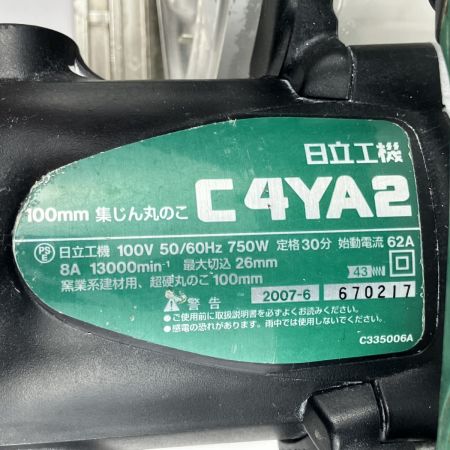 日立工機
100mm 集じん丸のこ C4YA2
PS E 日立工機 100V 50/60Hz 750W 定格30分 始動電流 62A
8A 13000min⁻¹ 最大切込 26mm
窯業系建材用、超硬丸のこ 100mm
43
警告 2007-6 670217
●ご使用前に取扱説明書を必ずよくお読みください。
●感電の恐れがあります。雨中では使用しないでください。
C335006A